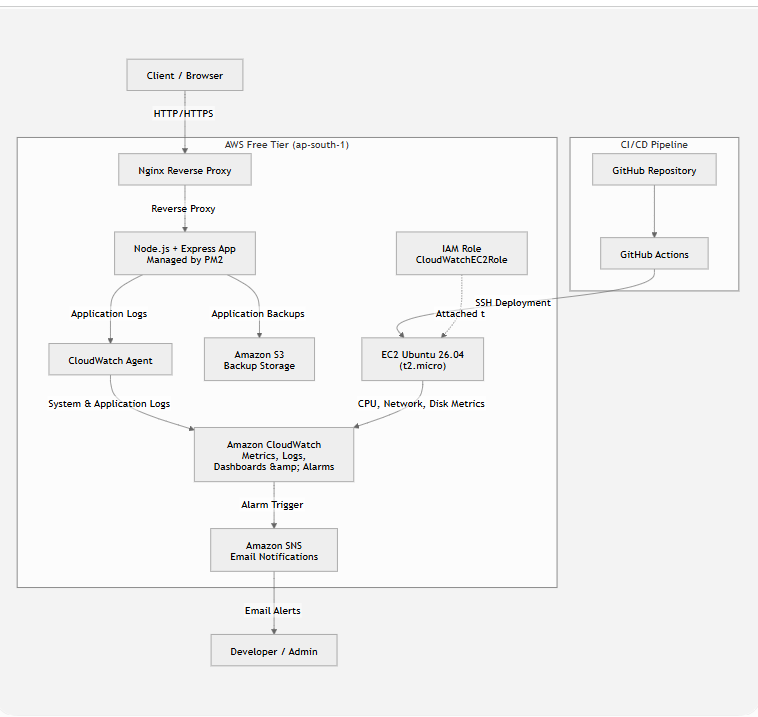 Client / Browser
HTTP/HTTPS
AWS Free Tier (ap-south-1)
CI/CD Pipeline
Nginx Reverse Proxy
GitHub Repository
Reverse Proxy
Node.js + Express App
Managed by PM2
IAM Role
CloudWatchEC2Role
GitHub Actions
SSH Deployment
Application Logs
Application Backups
Attached t
CloudWatch Agent
Amazon S3
Backup Storage
EC2 Ubuntu 26.04
(t2.micro)
System & Application Logs
CPU, Network, Disk Metrics
Amazon CloudWatch
Metrics, Logs,
Dashboards &amp; Alarms
Alarm Trigger
Amazon SNS
Email Notifications
Email Alerts
Developer / Admin